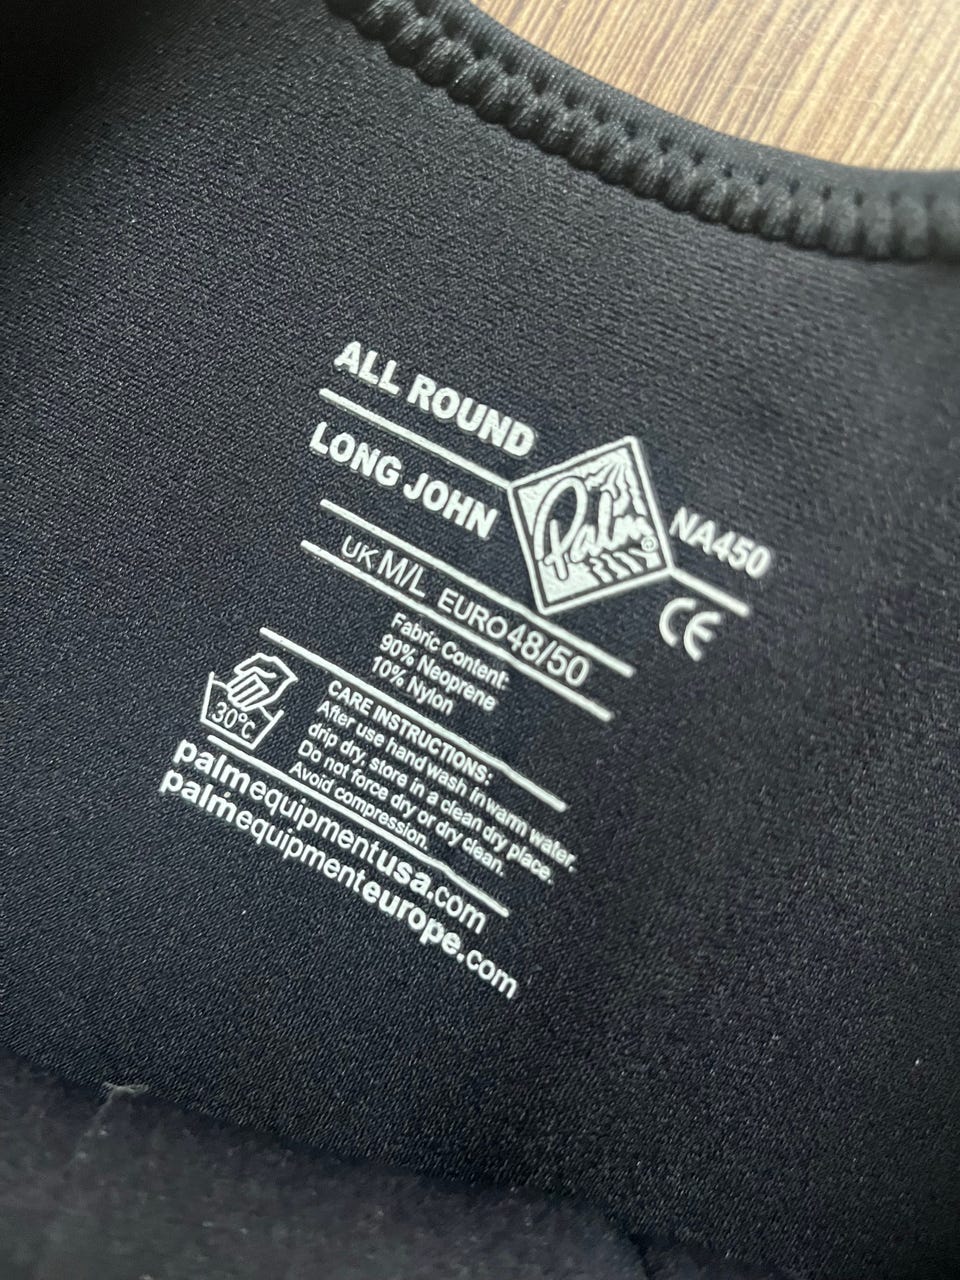 ALL ROUND
LONG JOHN
Palm®
NA450
CE
UK M/L EURO 48/50
Fabric Content:
90% Neoprene
10% Nylon
30°C
CARE INSTRUCTIONS:
After use hand wash in warm water,
drip dry, store in a clean dry place.
Do not force dry or dry clean.
Avoid compression.
palmequipmentusa.com
palmequipmenteurope.com